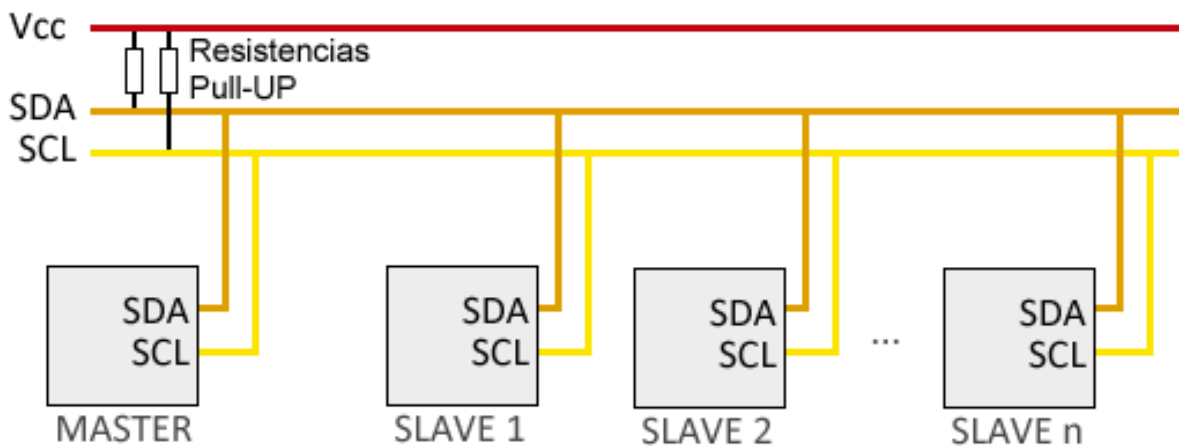 Vcc
Resistencias
Pull-UP
SDA
SCL
SDA
SCL
MASTER
SDA
SCL
SLAVE 1
SDA
SCL
SLAVE 2
...
SDA
SCL
SLAVE n